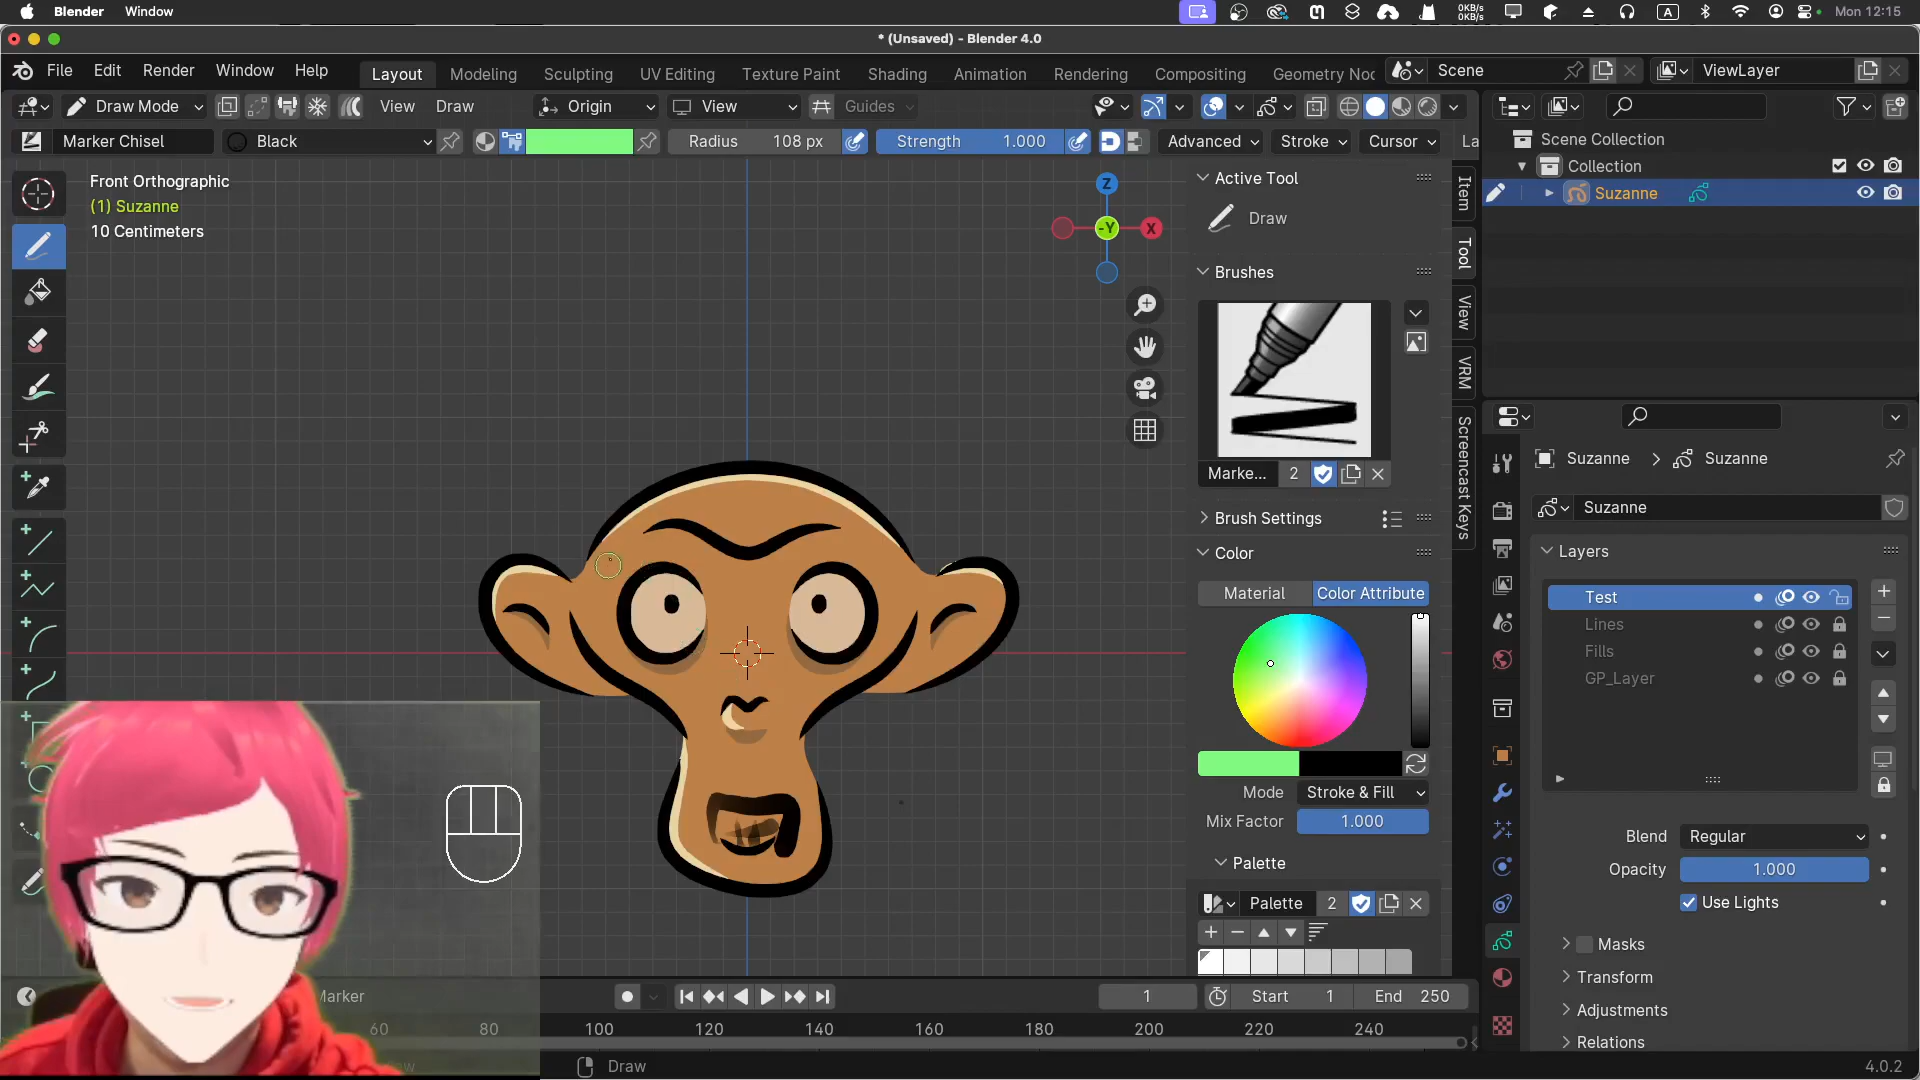 Blender Window
0KB/s
0KB/s
A
Mon 12:15
* (Unsaved) - Blender 4.0
File Edit Render Window Help
Layout Modeling Sculpting UV Editing Texture Paint Shading Animation Rendering Compositing Geometry Noc
Scene
ViewLayer
Draw Mode View Draw Origin View Guides
Marker Chisel Black Radius 108 px Strength 1.000 Advanced Stroke Cursor La
Scene Collection
Collection
Suzanne
Front Orthographic
(1) Suzanne
10 Centimeters
Z
-Y
X
Active Tool
Draw
Brushes
Marke... 2
Brush Settings
Color
Material Color Attribute
Mode Stroke & Fill
Mix Factor 1.000
Palette
Palette 2
Item
Tool
View
VRM
Screencast Keys
Suzanne > Suzanne
Suzanne
Layers
Test
Lines
Fills
GP_Layer
Blend Regular
Opacity 1.000
Use Lights
Masks
Transform
Adjustments
Relations
Marker
1 Start 1 End 250
60 80 100 120 140 160 180 200 220 240
Draw
4.0.2